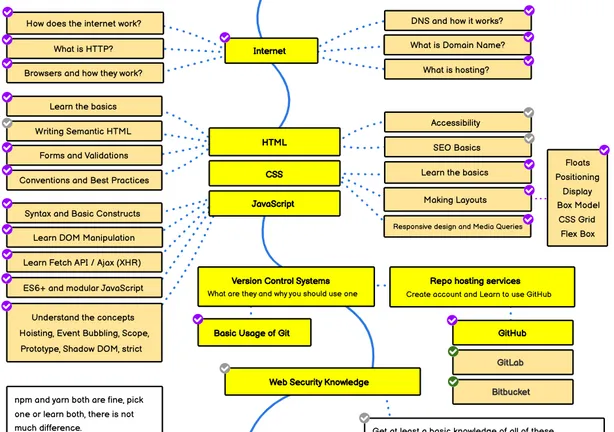 How does the internet work?
What is HTTP?
Browsers and how they work?
Internet
DNS and how it works?
What is Domain Name?
What is hosting?
Learn the basics
Writing Semantic HTML
Forms and Validations
Conventions and Best Practices
HTML
CSS
JavaScript
Accessibility
SEO Basics
Learn the basics
Making Layouts
Responsive design and Media Queries
Floats
Positioning
Display
Box Model
CSS Grid
Flex Box
Syntax and Basic Constructs
Learn DOM Manipulation
Learn Fetch API / Ajax (XHR)
ES6+ and modular JavaScript
Understand the concepts
Hoisting, Event Bubbling, Scope,
Prototype, Shadow DOM, strict
Version Control Systems
What are they and why you should use one
Repo hosting services
Create account and Learn to use GitHub
Basic Usage of Git
GitHub
GitLab
Bitbucket
Web Security Knowledge
npm and yarn both are fine, pick
one or learn both, there is not
much difference.
Get at least a basic knowledge of all of these